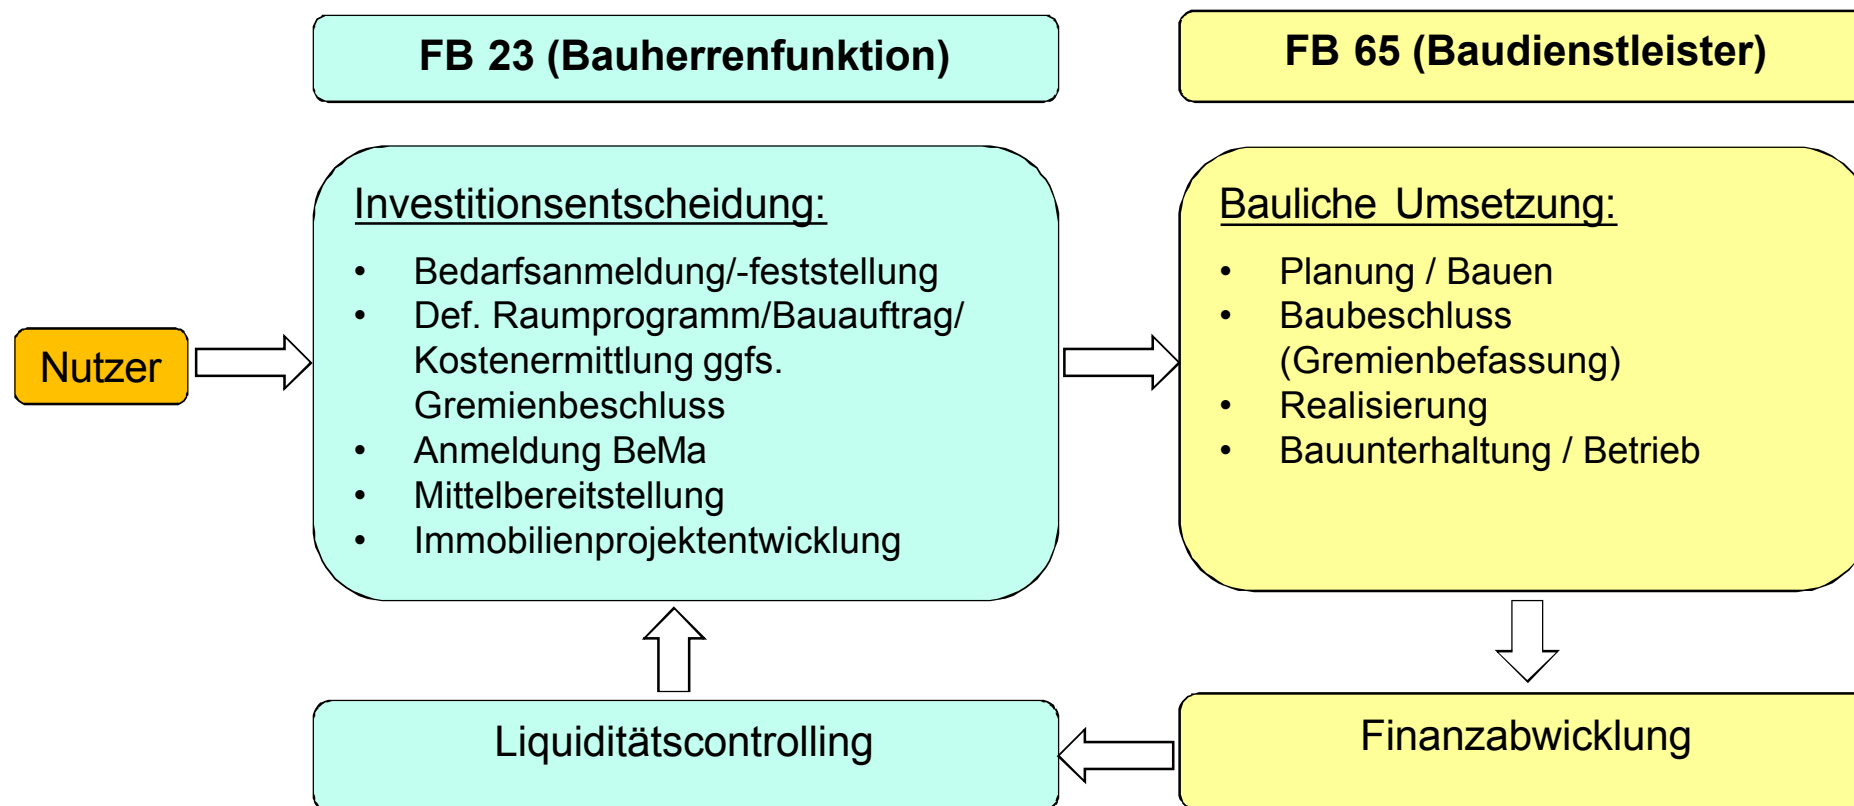 FB 23 (Bauherrenfunktion)
FB 65 (Baudienstleister)
Nutzer
Investitionsentscheidung:
• Bedarfsanmeldung/-feststellung
• Def. Raumprogramm/Bauauftrag/
Kostenermittlung ggfs.
Gremienbeschluss
• Anmeldung BeMa
• Mittelbereitstellung
• Immobilienprojektentwicklung
Bauliche Umsetzung:
• Planung / Bauen
• Baubeschluss
(Gremienbefassung)
• Realisierung
• Bauunterhaltung / Betrieb
Liquiditätscontrolling
Finanzabwicklung